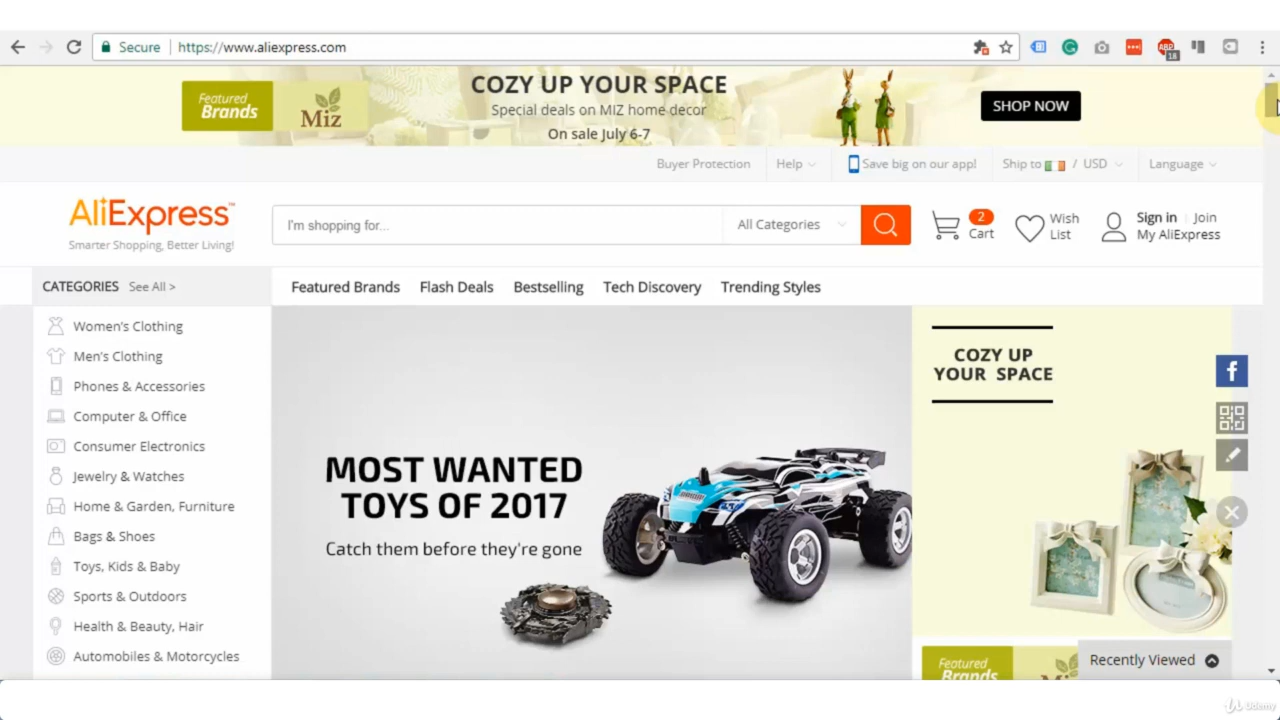 Secure
https://www.aliexpress.com
ABP
18
Featured
Brands
Miz
COZY UP YOUR SPACE
Special deals on MIZ home decor
On sale July 6-7
SHOP NOW
Buyer Protection
Help
Save big on our app!
Ship to / USD
Language
AliExpress™
Smarter Shopping, Better Living!
I'm shopping for...
All Categories
2
Cart
Wish
List
Sign in
Join
My AliExpress
CATEGORIES See All >
Featured Brands
Flash Deals
Bestselling
Tech Discovery
Trending Styles
Women's Clothing
Men's Clothing
Phones & Accessories
Computer & Office
Consumer Electronics
Jewelry & Watches
Home & Garden, Furniture
Bags & Shoes
Toys, Kids & Baby
Sports & Outdoors
Health & Beauty, Hair
Automobiles & Motorcycles
MOST WANTED
TOYS OF 2017
Catch them before they're gone
COZY UP
YOUR SPACE
Featured
Brands
Recently Viewed
Udemy